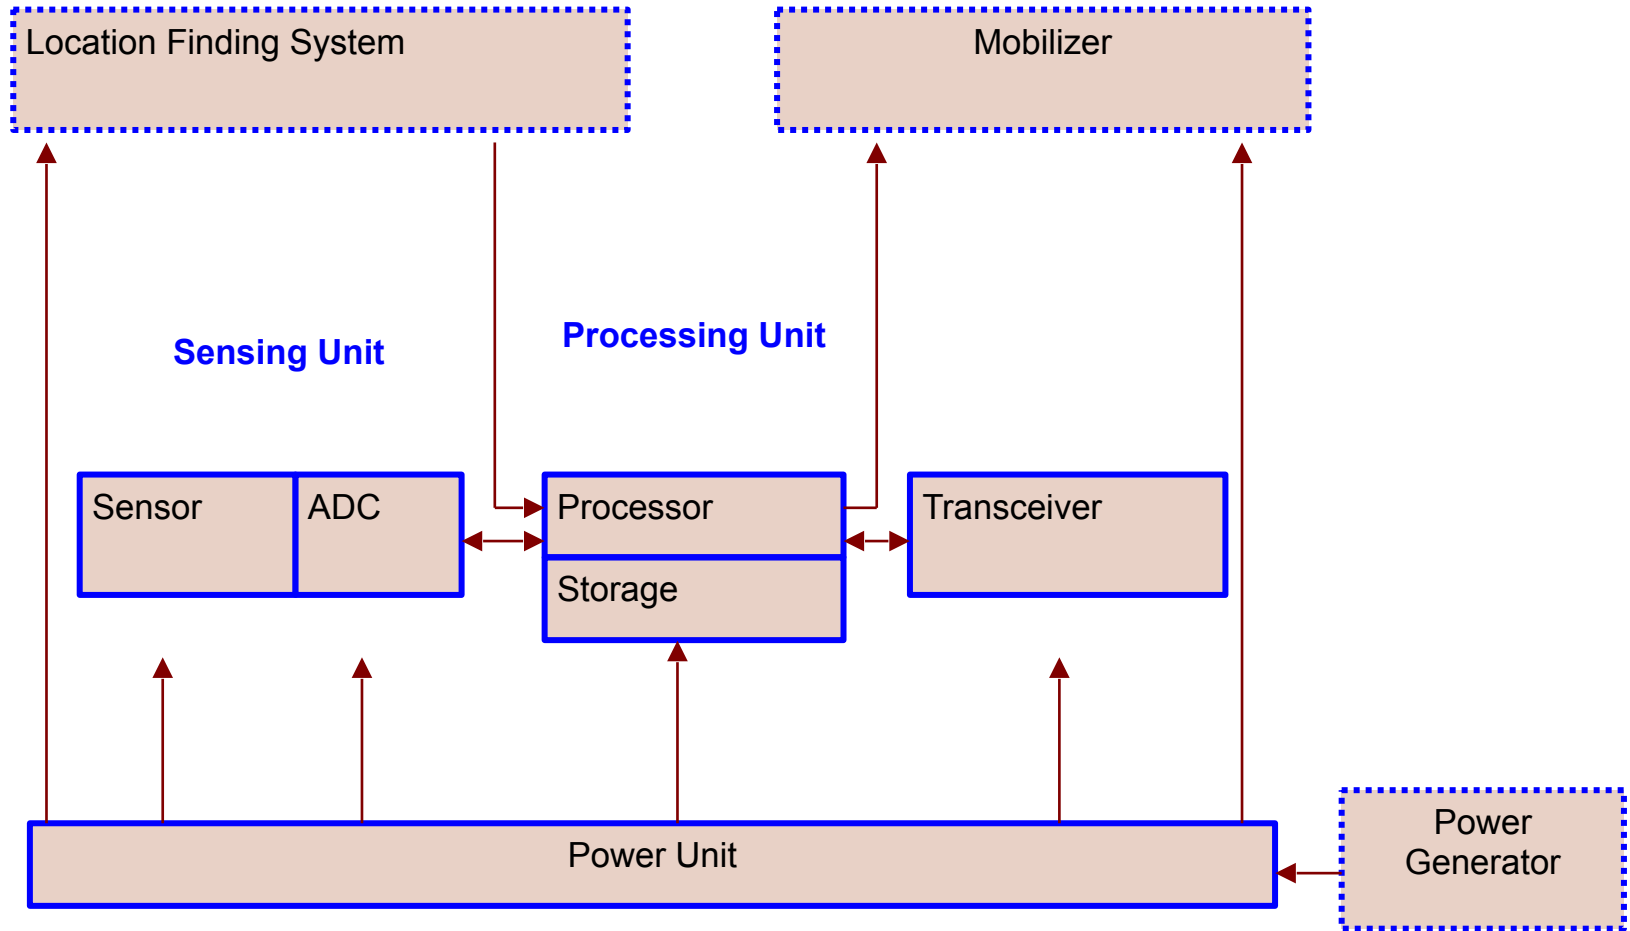 Location Finding System
Mobilizer
Sensing Unit
Processing Unit
Sensor
ADC
Processor
Transceiver
Storage
Power Unit
Power
Generator